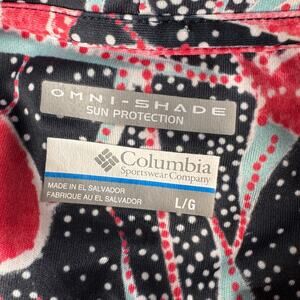 OMNI-SHADE
SUN PROTECTION
Columbia
Sportswear Company
MADE IN EL SALVADOR
FABRIQUE AU EL SALVADOR
L/G